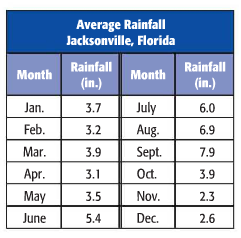 Average Rainfall
Jacksonville, Florida
Month Rainfall (in.) Month Rainfall (in.)
Jan. 3.7 July 6.0
Feb. 3.2 Aug. 6.9
Mar. 3.9 Sept. 7.9
Apr. 3.1 Oct. 3.9
May 3.5 Nov. 2.3
June 5.4 Dec. 2.6